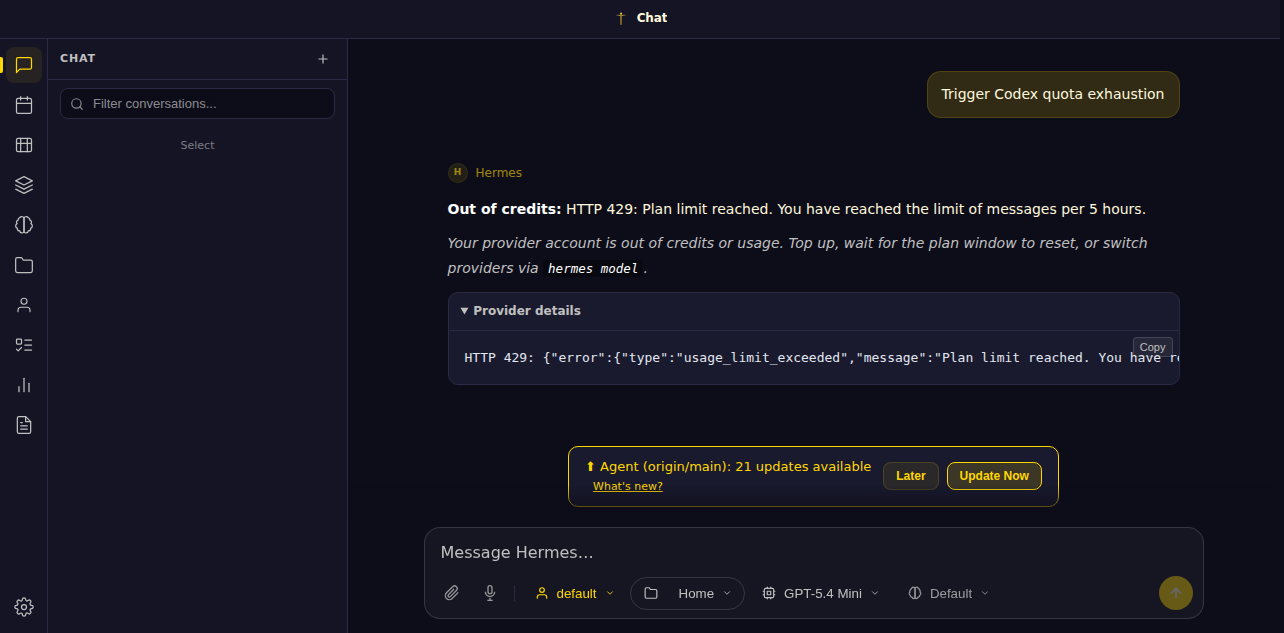 Chat
CHAT
Filter conversations...
Select
Trigger Codex quota exhaustion
H Hermes
Out of credits: HTTP 429: Plan limit reached. You have reached the limit of messages per 5 hours.
Your provider account is out of credits or usage. Top up, wait for the plan window to reset, or switch
providers via hermes model.
▼ Provider details
Copy
HTTP 429: {"error":{"type":"usage_limit_exceeded","message":"Plan limit reached. You have
⬆ Agent (origin/main): 21 updates available
What's new?
Later
Update Now
Message Hermes…
default
Home
GPT-5.4 Mini
Default